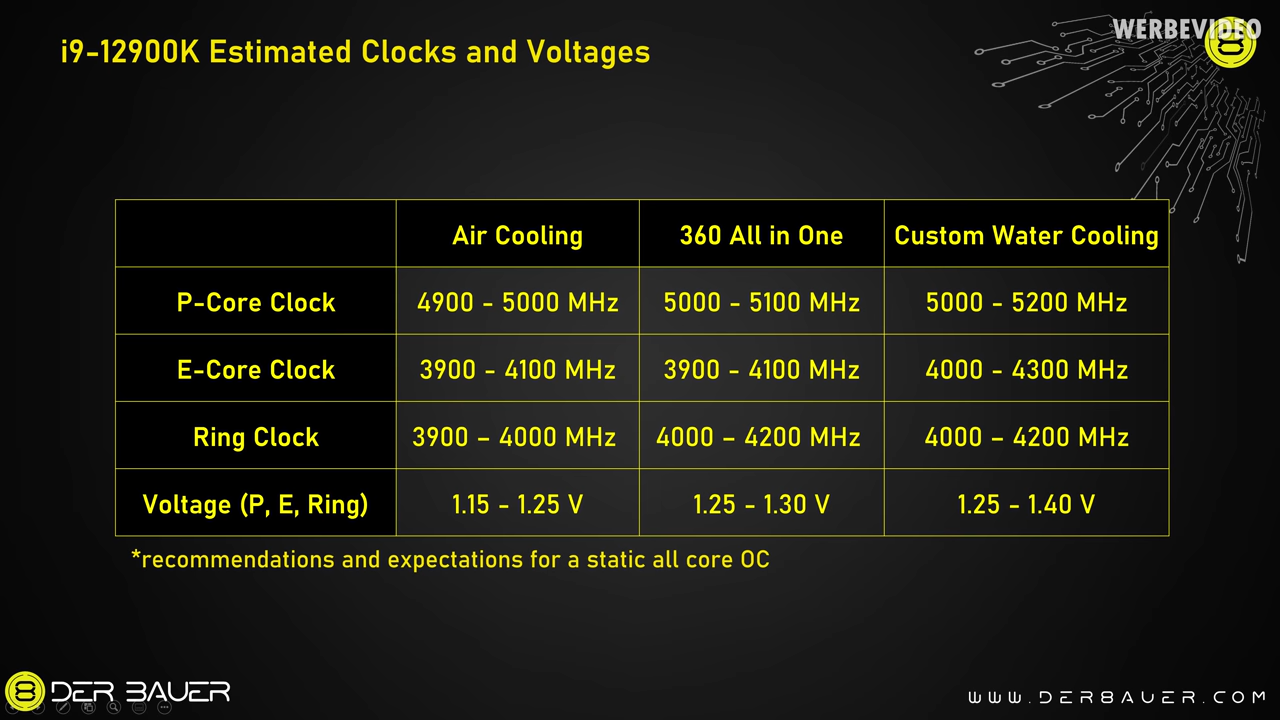 WERBEVIDEO
8
i9-12900K Estimated Clocks and Voltages
Air Cooling 360 All in One Custom Water Cooling
P-Core Clock 4900 - 5000 MHz 5000 - 5100 MHz 5000 - 5200 MHz
E-Core Clock 3900 - 4100 MHz 3900 - 4100 MHz 4000 - 4300 MHz
Ring Clock 3900 – 4000 MHz 4000 – 4200 MHz 4000 – 4200 MHz
Voltage (P, E, Ring) 1.15 - 1.25 V 1.25 - 1.30 V 1.25 - 1.40 V
*recommendations and expectations for a static all core OC
8 DER 8AUER
WWW.DER8AUER.COM